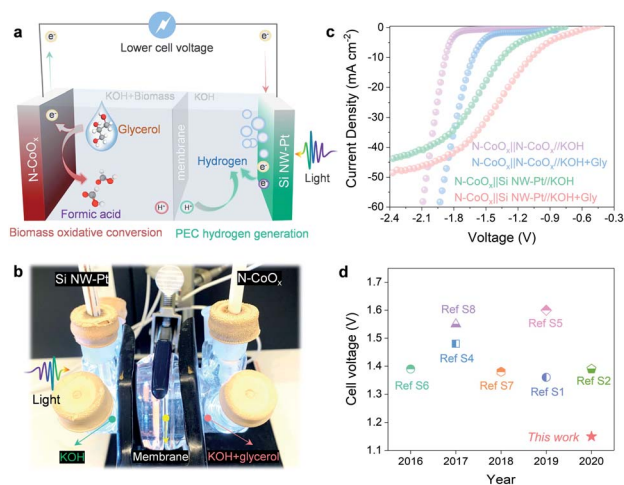 a
e⁻
e⁻
Lower cell voltage
KOH+Biomass
KOH
e⁻
Glycerol
N-CoOₓ
membrane
Hydrogen
Si NW-Pt
e
e
Light
Formic acid
H⁺
H⁺
Biomass oxidative conversion
PEC hydrogen generation
b
Si NW-Pt
N-CoOₓ
Light
KOH
Membrane
KOH+glycerol
c
Current Density (mA cm⁻²)
0
-10
-20
-30
-40
-50
-60
N-CoOₓ||N-CoOₓ//KOH
N-CoOₓ||N-CoOₓ//KOH+Gly
N-CoOₓ||Si NW-Pt//KOH
N-CoOₓ||Si NW-Pt//KOH+Gly
-2.4
-2.1
-1.8
-1.5
-1.2
-0.9
-0.6
-0.3
Voltage (V)
d
Cell voltage (V)
1.7
1.6
1.5
1.4
1.3
1.2
1.1
Ref S8
Ref S5
Ref S4
Ref S6
Ref S7
Ref S1
Ref S2
This work
2016
2017
2018
2019
2020
Year